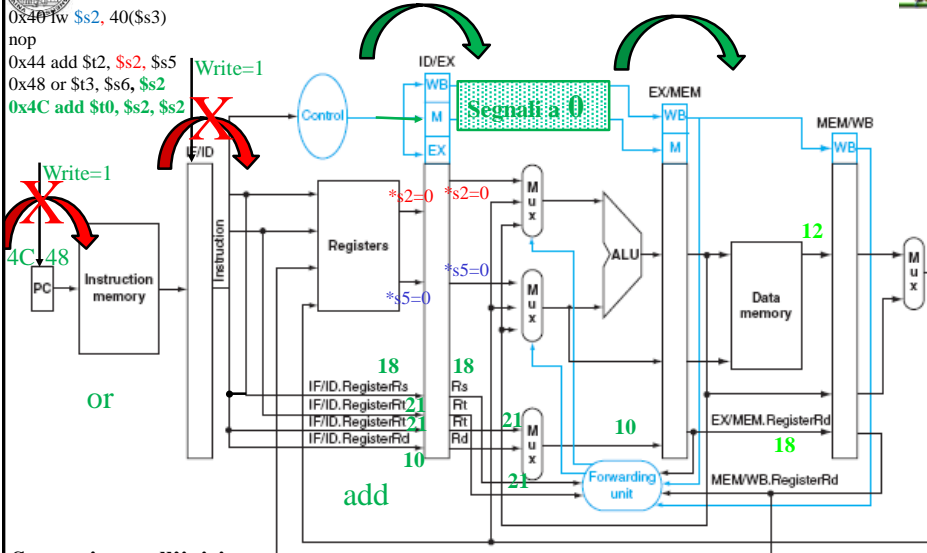 0x40 lw $s2, 40($s3)
nop
0x44 add $t2, $s2, $s5
0x48 or $t3, $s6, $s2
0x4C add $t0, $s2, $s2
Write=1
X
IF/ID
Write=1
X
4C 48
PC
Instruction memory
or
Instruction
Control
ID/EX
WB
M
EX
Segnali a 0
EX/MEM
WB
M
MEM/WB
WB
Registers
*s2=0
*s2=0
*s5=0
*s5=0
Mux
Mux
ALU
12
Data memory
Mux
18
18
IF/ID.RegisterRs
Rs
IF/ID.RegisterRt
21
Rt
IF/ID.RegisterRt
21
Rt
21
IF/ID.RegisterRd
Rd
10
Mux
10
EX/MEM.RegisterRd
18
add
21
Forwarding unit
MEM/WB.RegisterRd